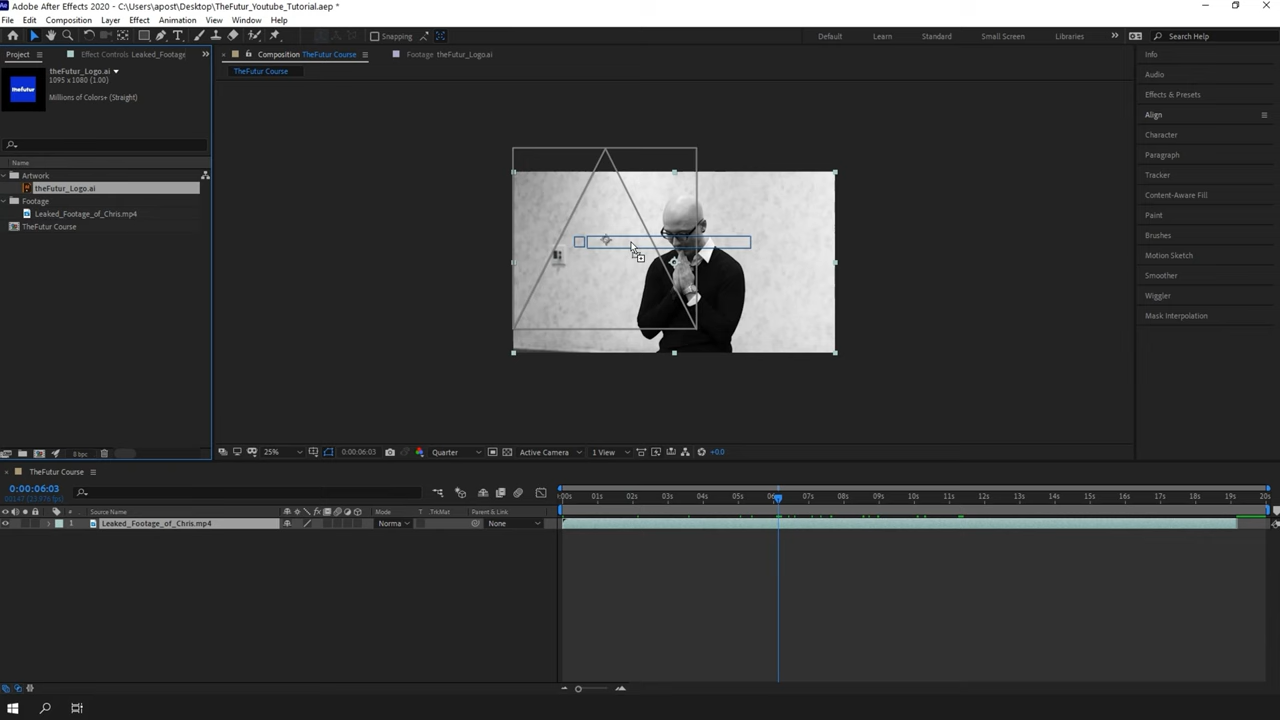 Adobe After Effects 2020 - C:\Users\apost\Desktop\TheFutur_Youtube_Tutorial.aep *
File Edit Composition Layer Effect Animation View Window Help
Snapping
Default Learn Standard Small Screen Libraries
Search Help
Project
Effect Controls Leaked_Footage
Composition TheFutur Course
Footage theFutur_Logo.ai
Info
TheFutur Course
theFutur
theFutur_Logo.ai
1095 x 1080 (1.00)
Millions of Colors+ (Straight)
Audio
Effects & Presets
Align
Character
Paragraph
Tracker
Content-Aware Fill
Paint
Brushes
Motion Sketch
Smoother
Wiggler
Mask Interpolation
Name
Artwork
theFutur_Logo.ai
Footage
Leaked_Footage_of_Chris.mp4
TheFutur Course
8 bpc
25%
0:00:06:03
Quarter
Active Camera
1 View
+0.0
TheFutur Course
0:00:06:03
00147 (23.976 fps)
:00s 01s 02s 03s 04s 05s 06s 07s 08s 09s 10s 11s 12s 13s 14s 15s 16s 17s 18s 19s 20s
# Source Name
Mode T .TrkMat
Parent & Link
1 Leaked_Footage_of_Chris.mp4
Norma
None